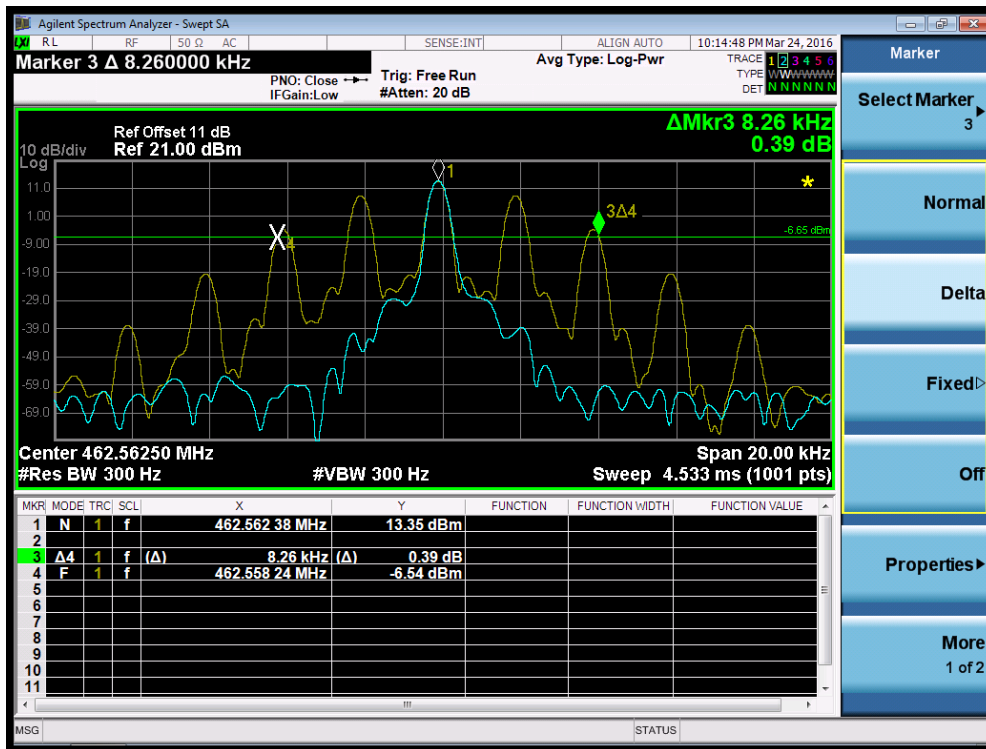 Agilent Spectrum Analyzer - Swept SA
LXI RL RF 50 Ω AC SENSE:INT ALIGN AUTO 10:14:48 PM Mar 24, 2016
Marker 3 Δ 8.260000 kHz
PNO: Close
IFGain:Low
Trig: Free Run
#Atten: 20 dB
Avg Type: Log-Pwr
TRACE 1 2 3 4 5 6
TYPE WWWWWW
DET N N N N N N
ΔMkr3 8.26 kHz
0.39 dB
Ref Offset 11 dB
Ref 21.00 dBm
10 dB/div
Log
11.0
1.00
-9.00
-19.0
-29.0
-39.0
-49.0
-59.0
-69.0
1
3Δ4
4
-6.65 dBm
Center 462.56250 MHz Span 20.00 kHz
#Res BW 300 Hz #VBW 300 Hz Sweep 4.533 ms (1001 pts)
MKR MODE TRC SCL X Y FUNCTION FUNCTION WIDTH FUNCTION VALUE
1 N 1 f 462.562 38 MHz 13.35 dBm
2
3 Δ4 1 f (Δ) 8.26 kHz (Δ) 0.39 dB
4 F 1 f 462.558 24 MHz -6.54 dBm
5
6
7
8
9
10
11
MSG STATUS
Marker
Select Marker
3
Normal
Delta
Fixed
Off
Properties
More
1 of 2